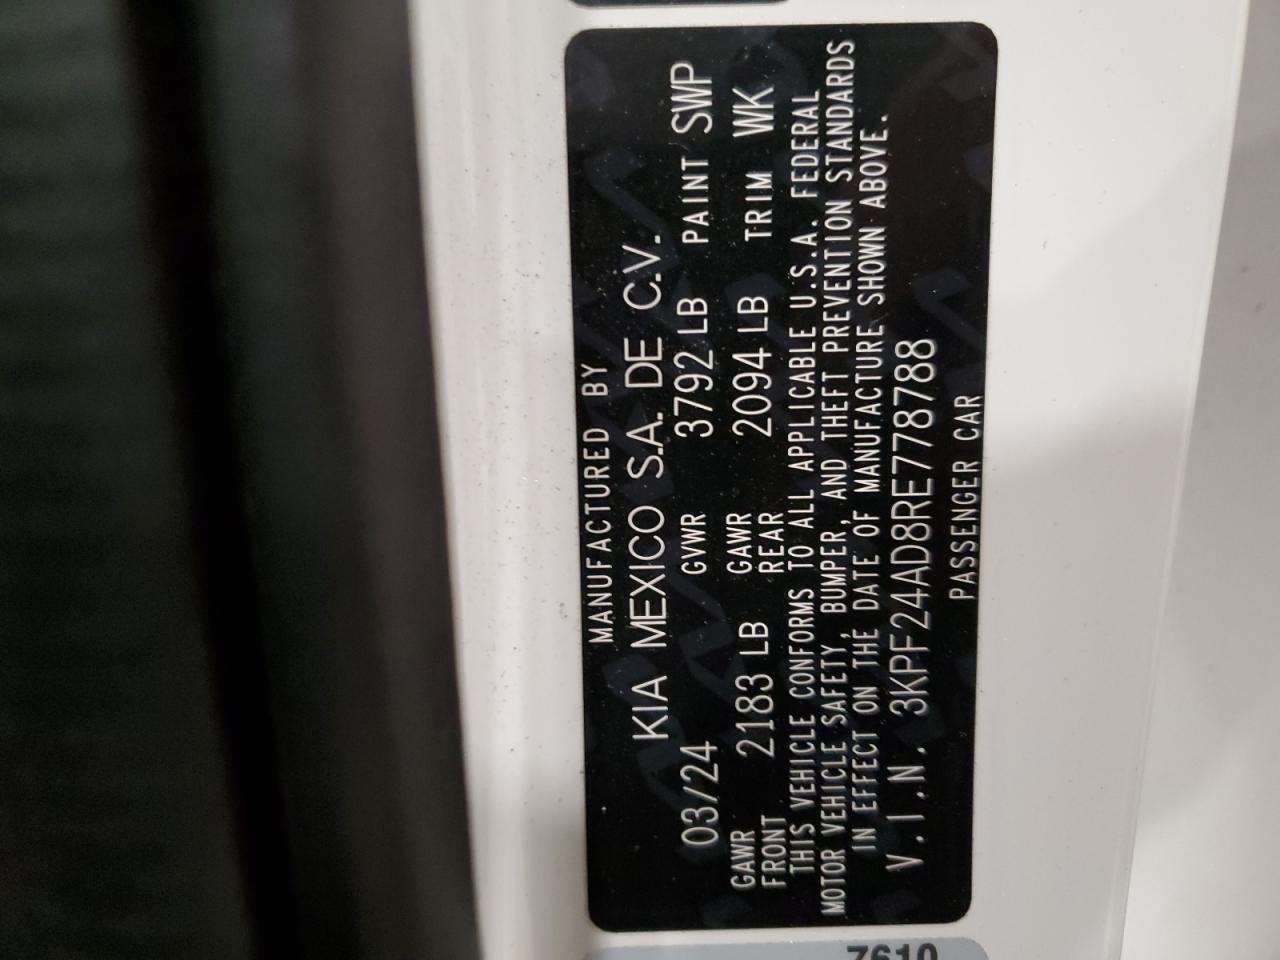 MANUFACTURED BY
KIA MEXICO S.A. DE C.V.
03/24 GVWR 3792 LB PAINT SWP
GAWR FRONT 2183 LB GAWR REAR 2094 LB TRIM WK
THIS VEHICLE CONFORMS TO ALL APPLICABLE U.S.A. FEDERAL
MOTOR VEHICLE SAFETY, BUMPER, AND THEFT PREVENTION STANDARDS
IN EFFECT ON THE DATE OF MANUFACTURE SHOWN ABOVE.
V.I.N. 3KPF24AD8RE778788
PASSENGER CAR
7610